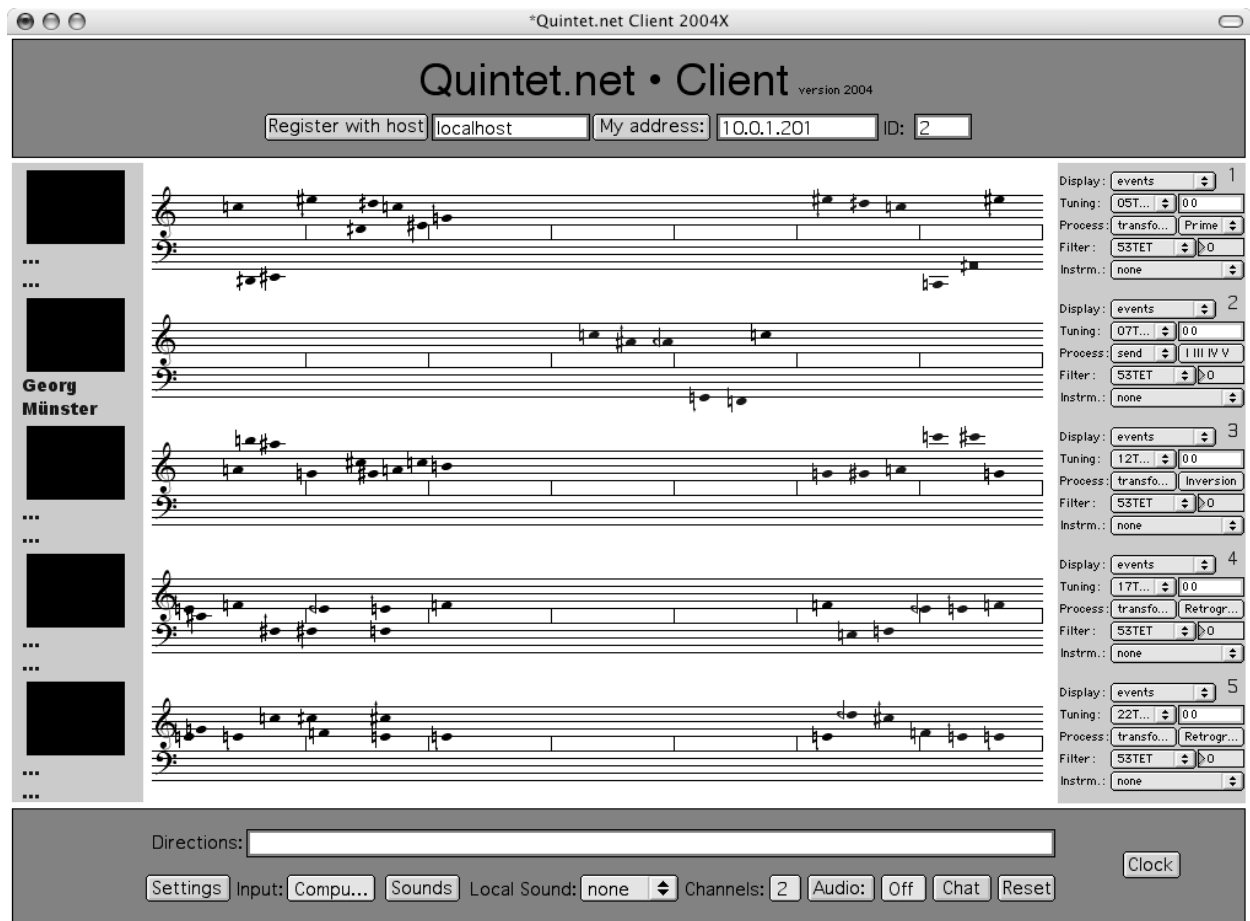 *Quintet.net Client 2004X
Quintet.net • Client version 2004
Register with host localhost My address: 10.0.1.201 ID: 2
...
...
Display: events 1
Tuning: 05T... 0 0
Process: transfo... Prime
Filter: 53TET 0
Instrm.: none
Georg
Münster
Display: events 2
Tuning: 07T... 0 0
Process: send I III IV V
Filter: 53TET 0
Instrm.: none
...
...
Display: events 3
Tuning: 12T... 0 0
Process: transfo... Inversion
Filter: 53TET 0
Instrm.: none
...
...
Display: events 4
Tuning: 17T... 0 0
Process: transfo... Retrogr...
Filter: 53TET 0
Instrm.: none
...
...
Display: events 5
Tuning: 22T... 0 0
Process: transfo... Retrogr...
Filter: 53TET 0
Instrm.: none
Directions:
Clock
Settings Input: Compu... Sounds Local Sound: none Channels: 2 Audio: Off Chat Reset